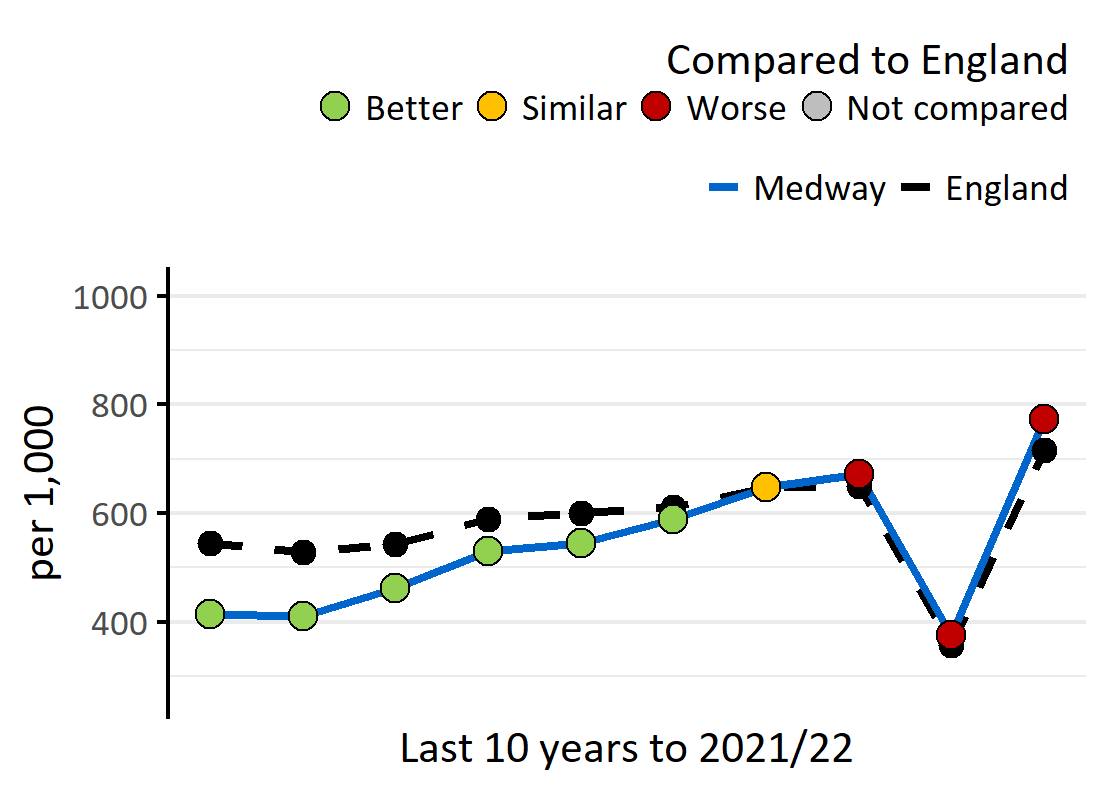 Compared to England
Better Similar Worse Not compared
Medway England
1000
800
600
400
per 1,000
Last 10 years to 2021/22